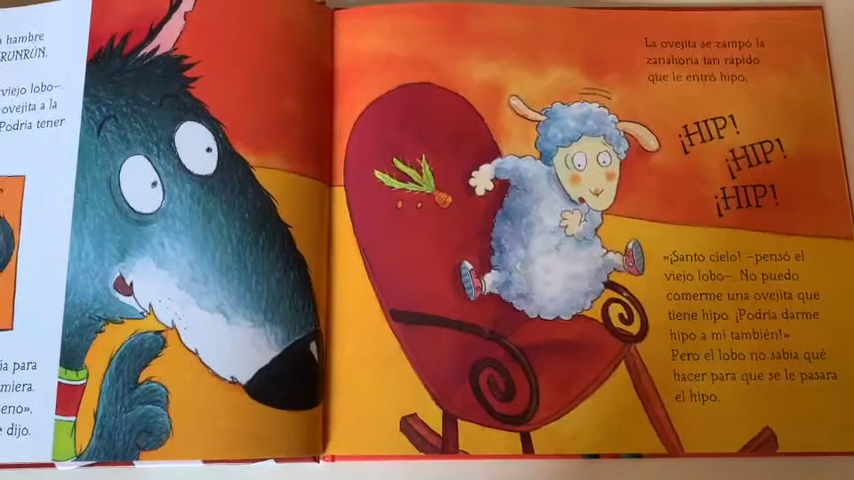 hambre
RUNRÚN.
viejo lobo–.
ovejita a la
¡Podría tener
ía para
miera.
eno».
e dijo.
La ovejita se zampó la
zanahoria tan rápido
que le entró hipo.
¡HIP!
¡HIP!
¡HIP!
«¡Santo cielo! –pensó el
viejo lobo–. No puedo
comerme una ovejita que
tiene hipo. ¡Podría darme
hipo a mí también!»
Pero el lobo no sabía qué
hacer para que se le pasara
el hipo.